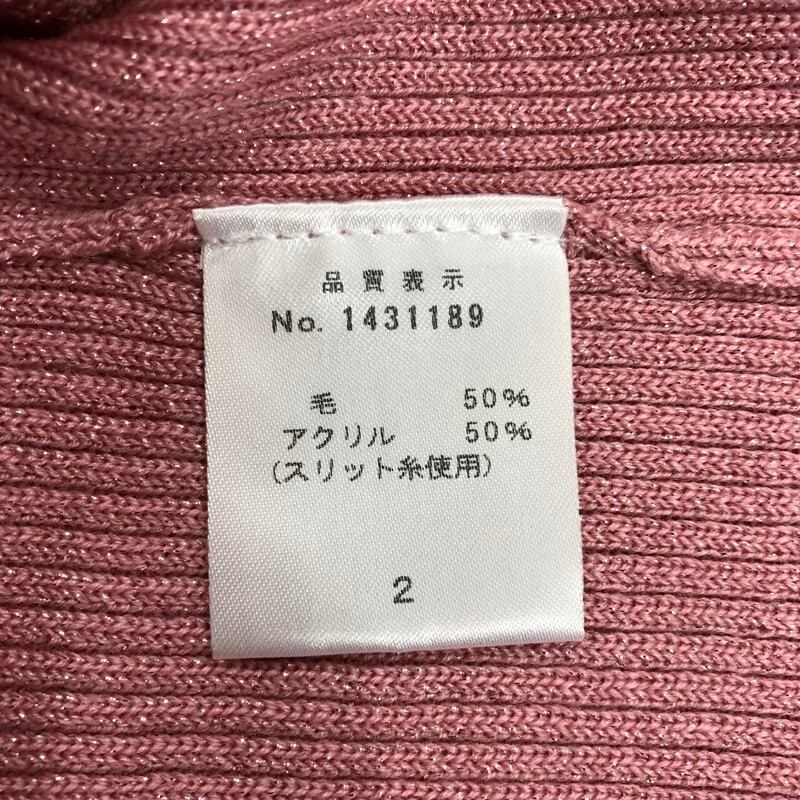 品質表示
No. 1431189
毛 50%
アクリル 50%
(スリット糸使用)
2